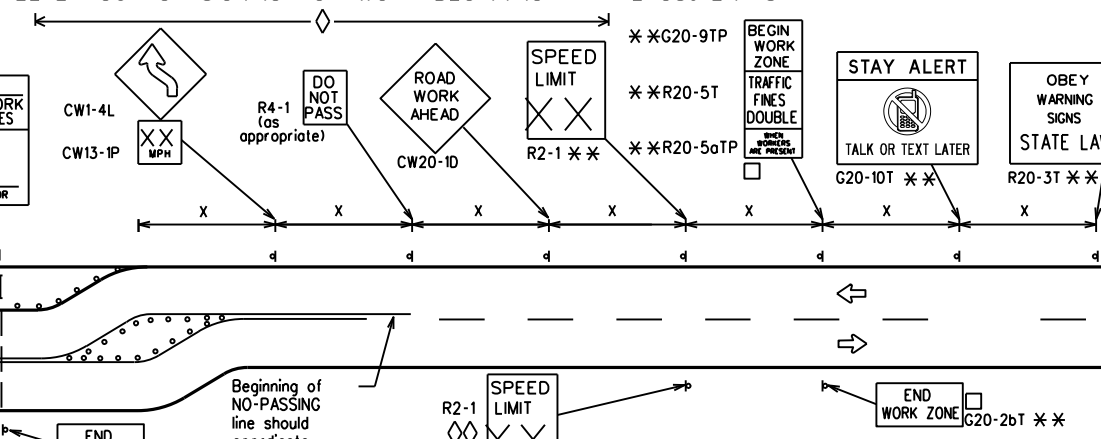 CW1-4L
X X
MPH
CW13-1P
R4-1
(as
appropriate)
DO
NOT
PASS
ROAD
WORK
AHEAD
CW20-1D
SPEED
LIMIT
X X
R2-1 **
**G20-9TP
**R20-5T
**R20-5aTP
BEGIN
WORK
ZONE
TRAFFIC
FINES
DOUBLE
WHEN
WORKERS
ARE PRESENT
STAY ALERT
TALK OR TEXT LATER
G20-10T **
OBEY
WARNING
SIGNS
STATE LAW
R20-3T **
X X X X X X X
Beginning of
NO-PASSING
line should
R2-1
SPEED
LIMIT
END
WORK ZONE
G20-2bT **
END